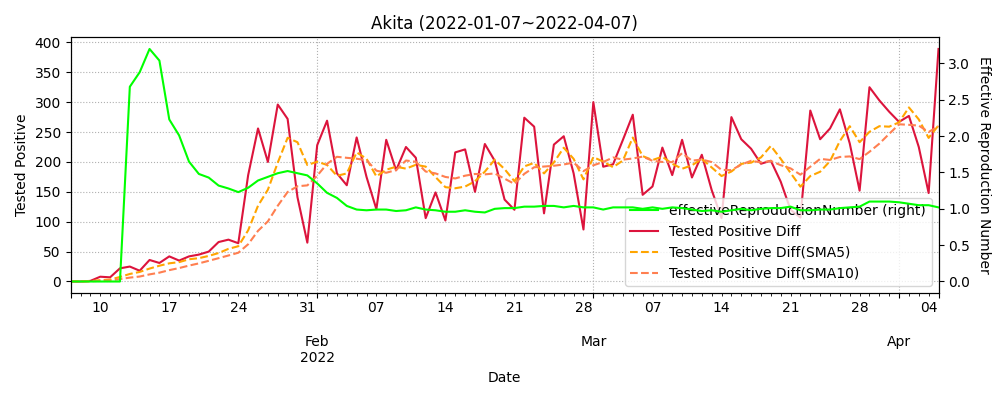 Akita (2022-01-07~2022-04-07)
Tested Positive
400
350
300
250
200
150
100
50
0
3.0
2.5
2.0
1.5
1.0
0.5
0.0
Effective Reproduction Number
effectiveReproductionNumber (right)
Tested Positive Diff
Tested Positive Diff(SMA5)
Tested Positive Diff(SMA10)
10 17 24 31 07 14 21 28 07 14 21 28 04
Feb Mar Apr
2022
Date